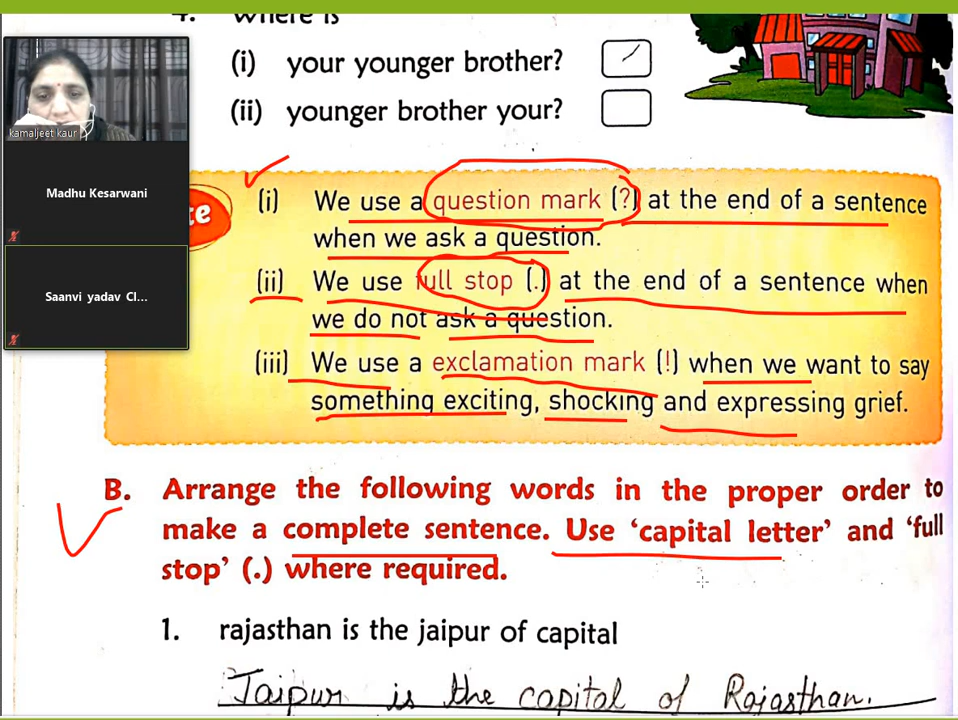 4. where is
(i) your younger brother?
(ii) younger brother your?
kamaljeet kaur
Madhu Kesarwani
Saanvi yadav Cl...
(i) We use a question mark (?) at the end of a sentence
when we ask a question.
(ii) We use full stop (.) at the end of a sentence when
we do not ask a question.
(iii) We use a exclamation mark (!) when we want to say
something exciting, shocking and expressing grief.
B. Arrange the following words in the proper order to
make a complete sentence. Use ‘capital letter’ and ‘full
stop’ (.) where required.
1. rajasthan is the jaipur of capital
Jaipur is the capital of Rajasthan.